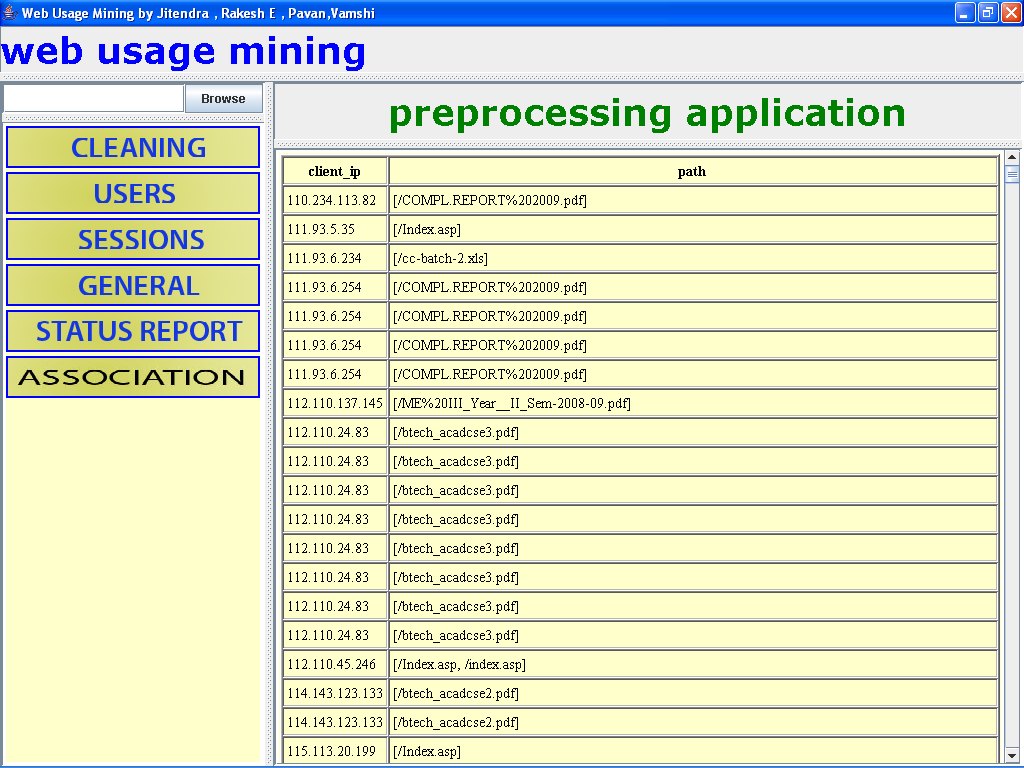 Web Usage Mining by Jitendra , Rakesh E , Pavan,Vamshi
web usage mining
Browse
CLEANING
USERS
SESSIONS
GENERAL
STATUS REPORT
ASSOCIATION
preprocessing application
client_ip path
110.234.113.82 [/COMPL.REPORT%202009.pdf]
111.93.5.35 [/Index.asp]
111.93.6.234 [/cc-batch-2.xls]
111.93.6.254 [/COMPL.REPORT%202009.pdf]
111.93.6.254 [/COMPL.REPORT%202009.pdf]
111.93.6.254 [/COMPL.REPORT%202009.pdf]
111.93.6.254 [/COMPL.REPORT%202009.pdf]
112.110.137.145 [/ME%20III_Year__II_Sem-2008-09.pdf]
112.110.24.83 [/btech_acadcse3.pdf]
112.110.24.83 [/btech_acadcse3.pdf]
112.110.24.83 [/btech_acadcse3.pdf]
112.110.24.83 [/btech_acadcse3.pdf]
112.110.24.83 [/btech_acadcse3.pdf]
112.110.24.83 [/btech_acadcse3.pdf]
112.110.24.83 [/btech_acadcse3.pdf]
112.110.24.83 [/btech_acadcse3.pdf]
112.110.45.246 [/Index.asp, /index.asp]
114.143.123.133 [/btech_acadcse2.pdf]
114.143.123.133 [/btech_acadcse2.pdf]
115.113.20.199 [/Index.asp]